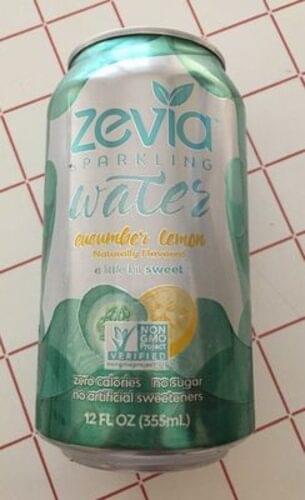 zevia
SPARKLING
water
cucumber lemon
Naturally Flavored
a little bit sweet
NON
GMO
Project
VERIFIED
nongmoproject.org
zero calories no sugar
no artificial sweeteners
12 FL OZ (355mL)